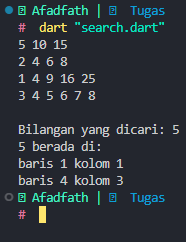 Afadfath | Tugas
# dart "search.dart"
5 10 15
2 4 6 8
1 4 9 16 25
3 4 5 6 7 8
Bilangan yang dicari: 5
5 berada di:
baris 1 kolom 1
baris 4 kolom 3
Afadfath | Tugas
#